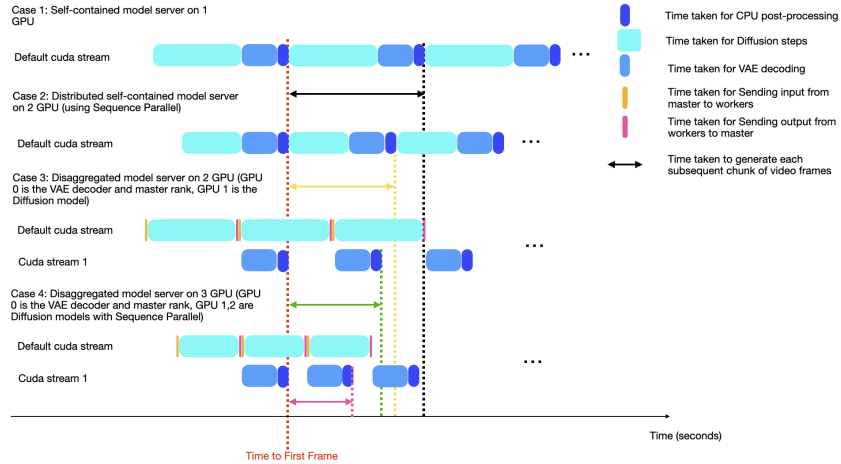 Case 1: Self-contained model server on 1
GPU
Default cuda stream
...
Case 2: Distributed self-contained model server
on 2 GPU (using Sequence Parallel)
Default cuda stream
...
Case 3: Disaggregated model server on 2 GPU (GPU
0 is the VAE decoder and master rank, GPU 1 is the
Diffusion model)
Default cuda stream
Cuda stream 1
...
Case 4: Disaggregated model server on 3 GPU (GPU
0 is the VAE decoder and master rank, GPU 1,2 are
Diffusion models with Sequence Parallel)
Default cuda stream
Cuda stream 1
...
Time (seconds)
Time to First Frame
Time taken for CPU post-processing
Time taken for Diffusion steps
Time taken for VAE decoding
Time taken for Sending input from
master to workers
Time taken for Sending output from
workers to master
Time taken to generate each
subsequent chunk of video frames